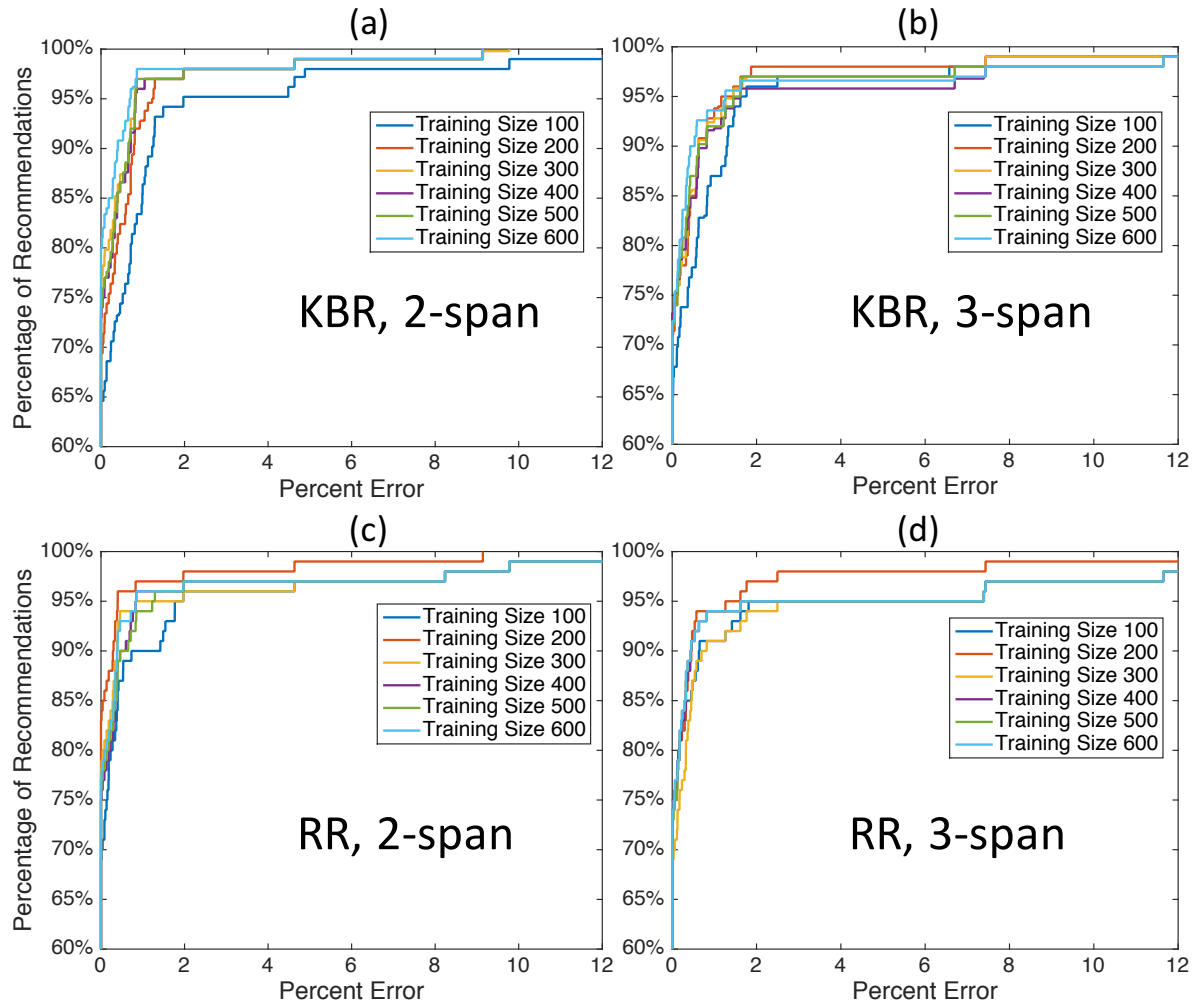 (a)
100%
95%
90%
85%
80%
75%
70%
65%
60%
Percentage of Recommendations
Training Size 100
Training Size 200
Training Size 300
Training Size 400
Training Size 500
Training Size 600
KBR, 2-span
0 2 4 6 8 10 12
Percent Error
(b)
100%
95%
90%
85%
80%
75%
70%
65%
60%
Training Size 100
Training Size 200
Training Size 300
Training Size 400
Training Size 500
Training Size 600
KBR, 3-span
0 2 4 6 8 10 12
Percent Error
(c)
100%
95%
90%
85%
80%
75%
70%
65%
60%
Percentage of Recommendations
Training Size 100
Training Size 200
Training Size 300
Training Size 400
Training Size 500
Training Size 600
RR, 2-span
0 2 4 6 8 10 12
Percent Error
(d)
100%
95%
90%
85%
80%
75%
70%
65%
60%
Training Size 100
Training Size 200
Training Size 300
Training Size 400
Training Size 500
Training Size 600
RR, 3-span
0 2 4 6 8 10 12
Percent Error